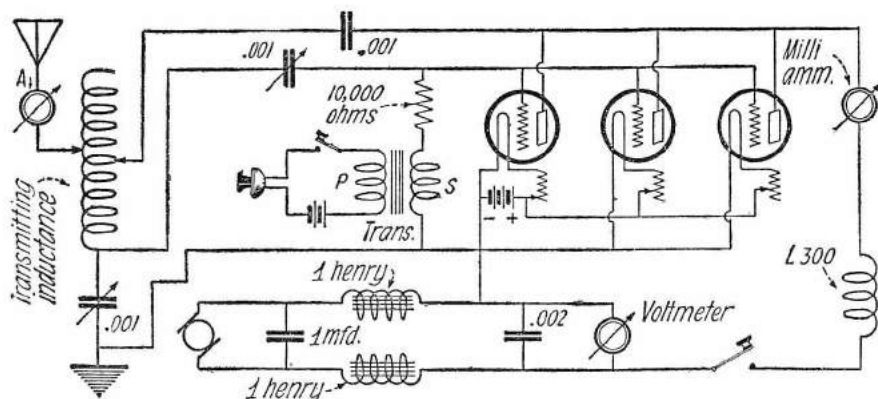 .001
.001
Milli
amm.
A
10,000
ohms
P
S
Trans.
- +
Transmitting
inductance
.001
1 henry
1 mfd.
.002
Voltmeter
L 300
1 henry